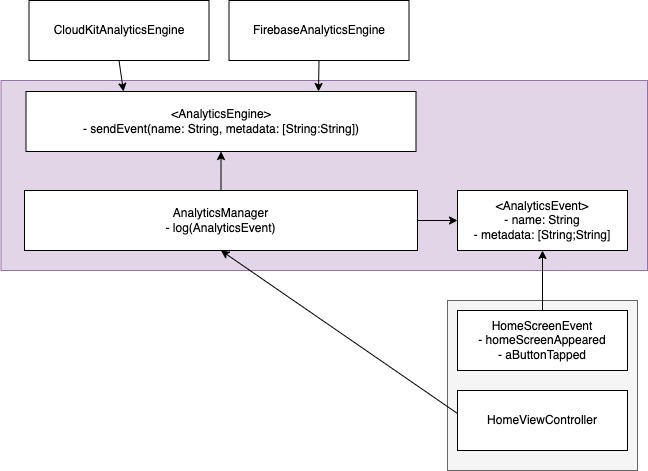 CloudKitAnalyticsEngine
FirebaseAnalyticsEngine
<AnalyticsEngine>
- sendEvent(name: String, metadata: [String:String])
AnalyticsManager
- log(AnalyticsEvent)
<AnalyticsEvent>
- name: String
- metadata: [String;String]
HomeScreenEvent
- homeScreenAppeared
- aButtonTapped
HomeViewController